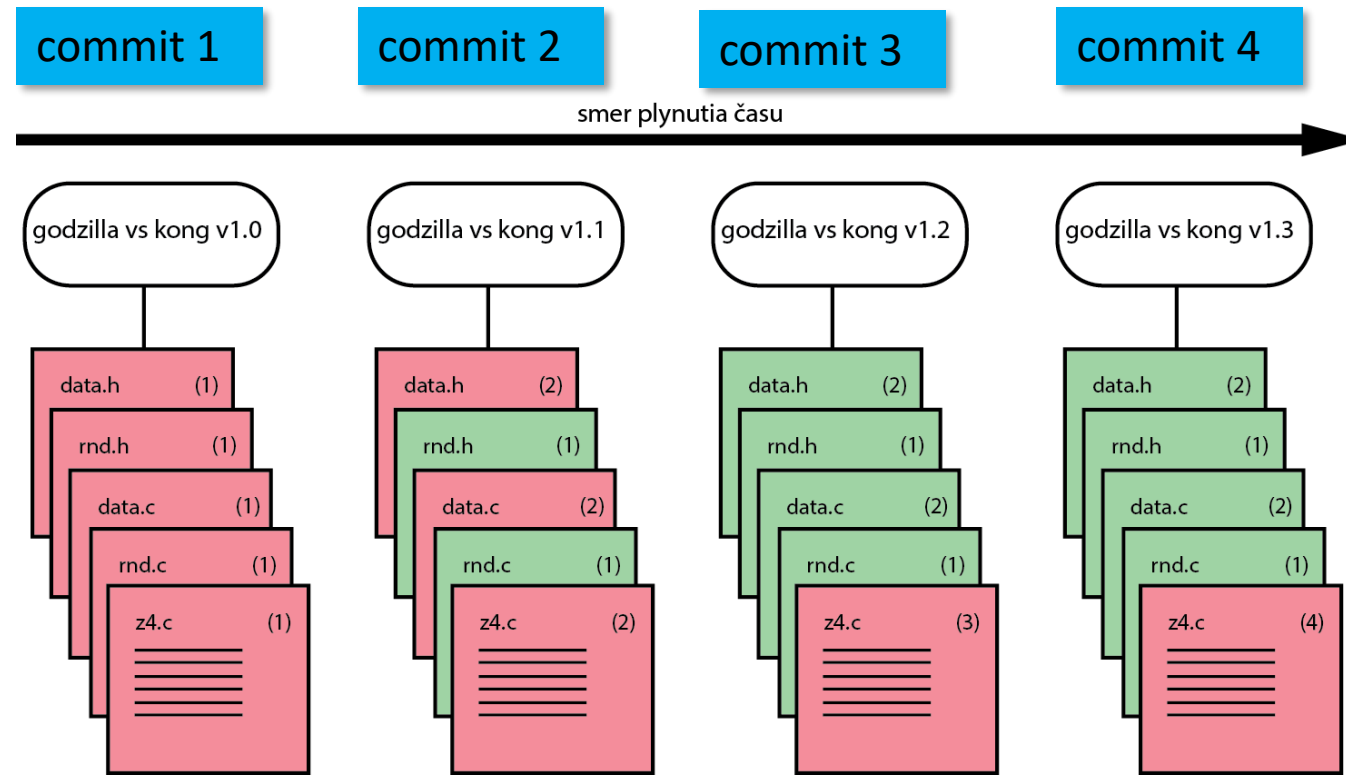 commit 1
commit 2
commit 3
commit 4
smer plynutia času
godzilla vs kong v1.0
godzilla vs kong v1.1
godzilla vs kong v1.2
godzilla vs kong v1.3
data.h (1)
rnd.h (1)
data.c (1)
rnd.c (1)
z4.c (1)
data.h (2)
rnd.h (1)
data.c (2)
rnd.c (1)
z4.c (2)
data.h (2)
rnd.h (1)
data.c (2)
rnd.c (1)
z4.c (3)
data.h (2)
rnd.h (1)
data.c (2)
rnd.c (1)
z4.c (4)